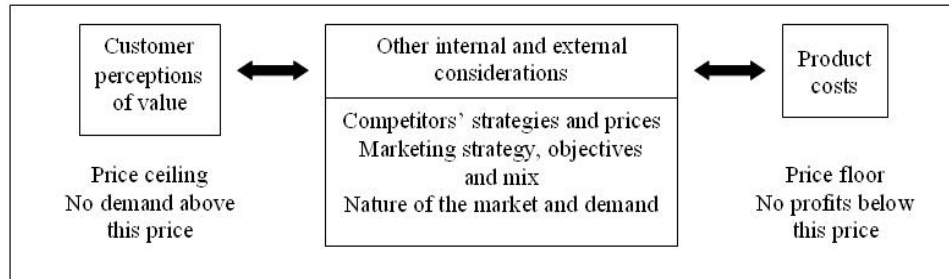 Customer
perceptions
of value
Price ceiling
No demand above
this price
Other internal and external
considerations
Competitors' strategies and prices
Marketing strategy, objectives
and mix
Nature of the market and demand
Product
costs
Price floor
No profits below
this price